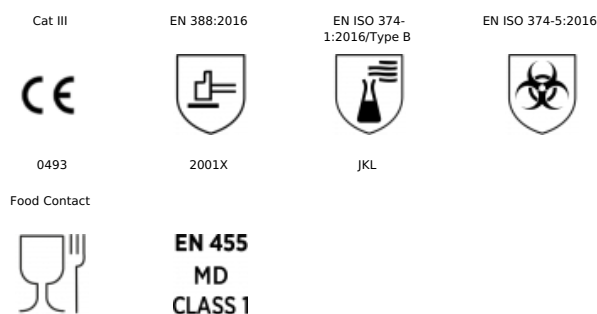 Cat III
EN 388:2016
EN ISO 374-
1:2016/Type B
EN ISO 374-5:2016
CE
0493
2001X
JKL
Food Contact
EN 455
MD
CLASS 1